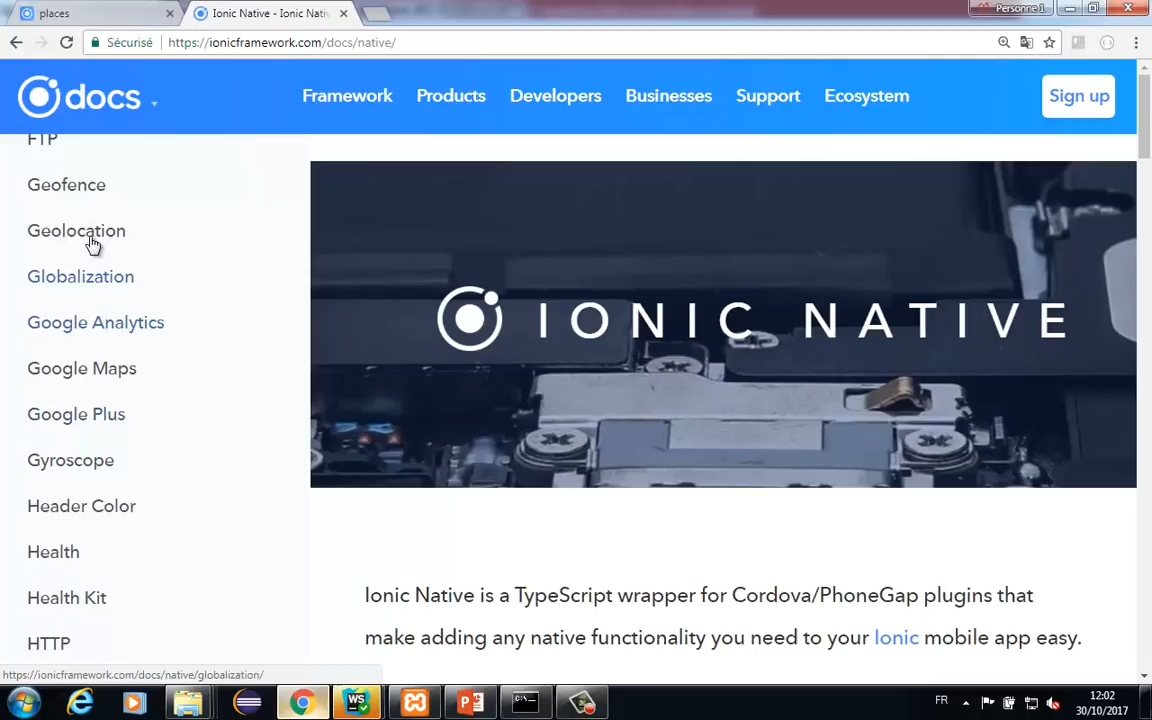 places
Ionic Native - Ionic Nativ
Personne 1
Sécurisé
https://ionicframework.com/docs/native/
docs
Framework
Products
Developers
Businesses
Support
Ecosystem
Sign up
FTP
Geofence
Geolocation
Globalization
Google Analytics
Google Maps
Google Plus
Gyroscope
Header Color
Health
Health Kit
HTTP
IONIC NATIVE
Ionic Native is a TypeScript wrapper for Cordova/PhoneGap plugins that
make adding any native functionality you need to your Ionic mobile app easy.
https://ionicframework.com/docs/native/globalization/
WS
P
C:\
FR
12:02
30/10/2017